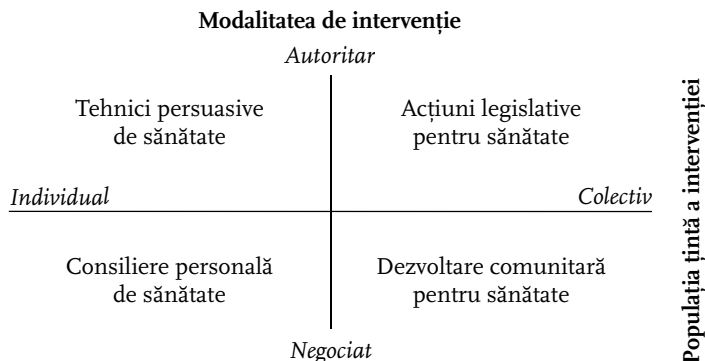 Modalitatea de intervenție
Autoritar
Tehnici persuasive
de sănătate
Acțiuni legislative
pentru sănătate
Individual
Colectiv
Consiliere personală
de sănătate
Dezvoltare comunitară
pentru sănătate
Negociat
Populația țintă a intervenției